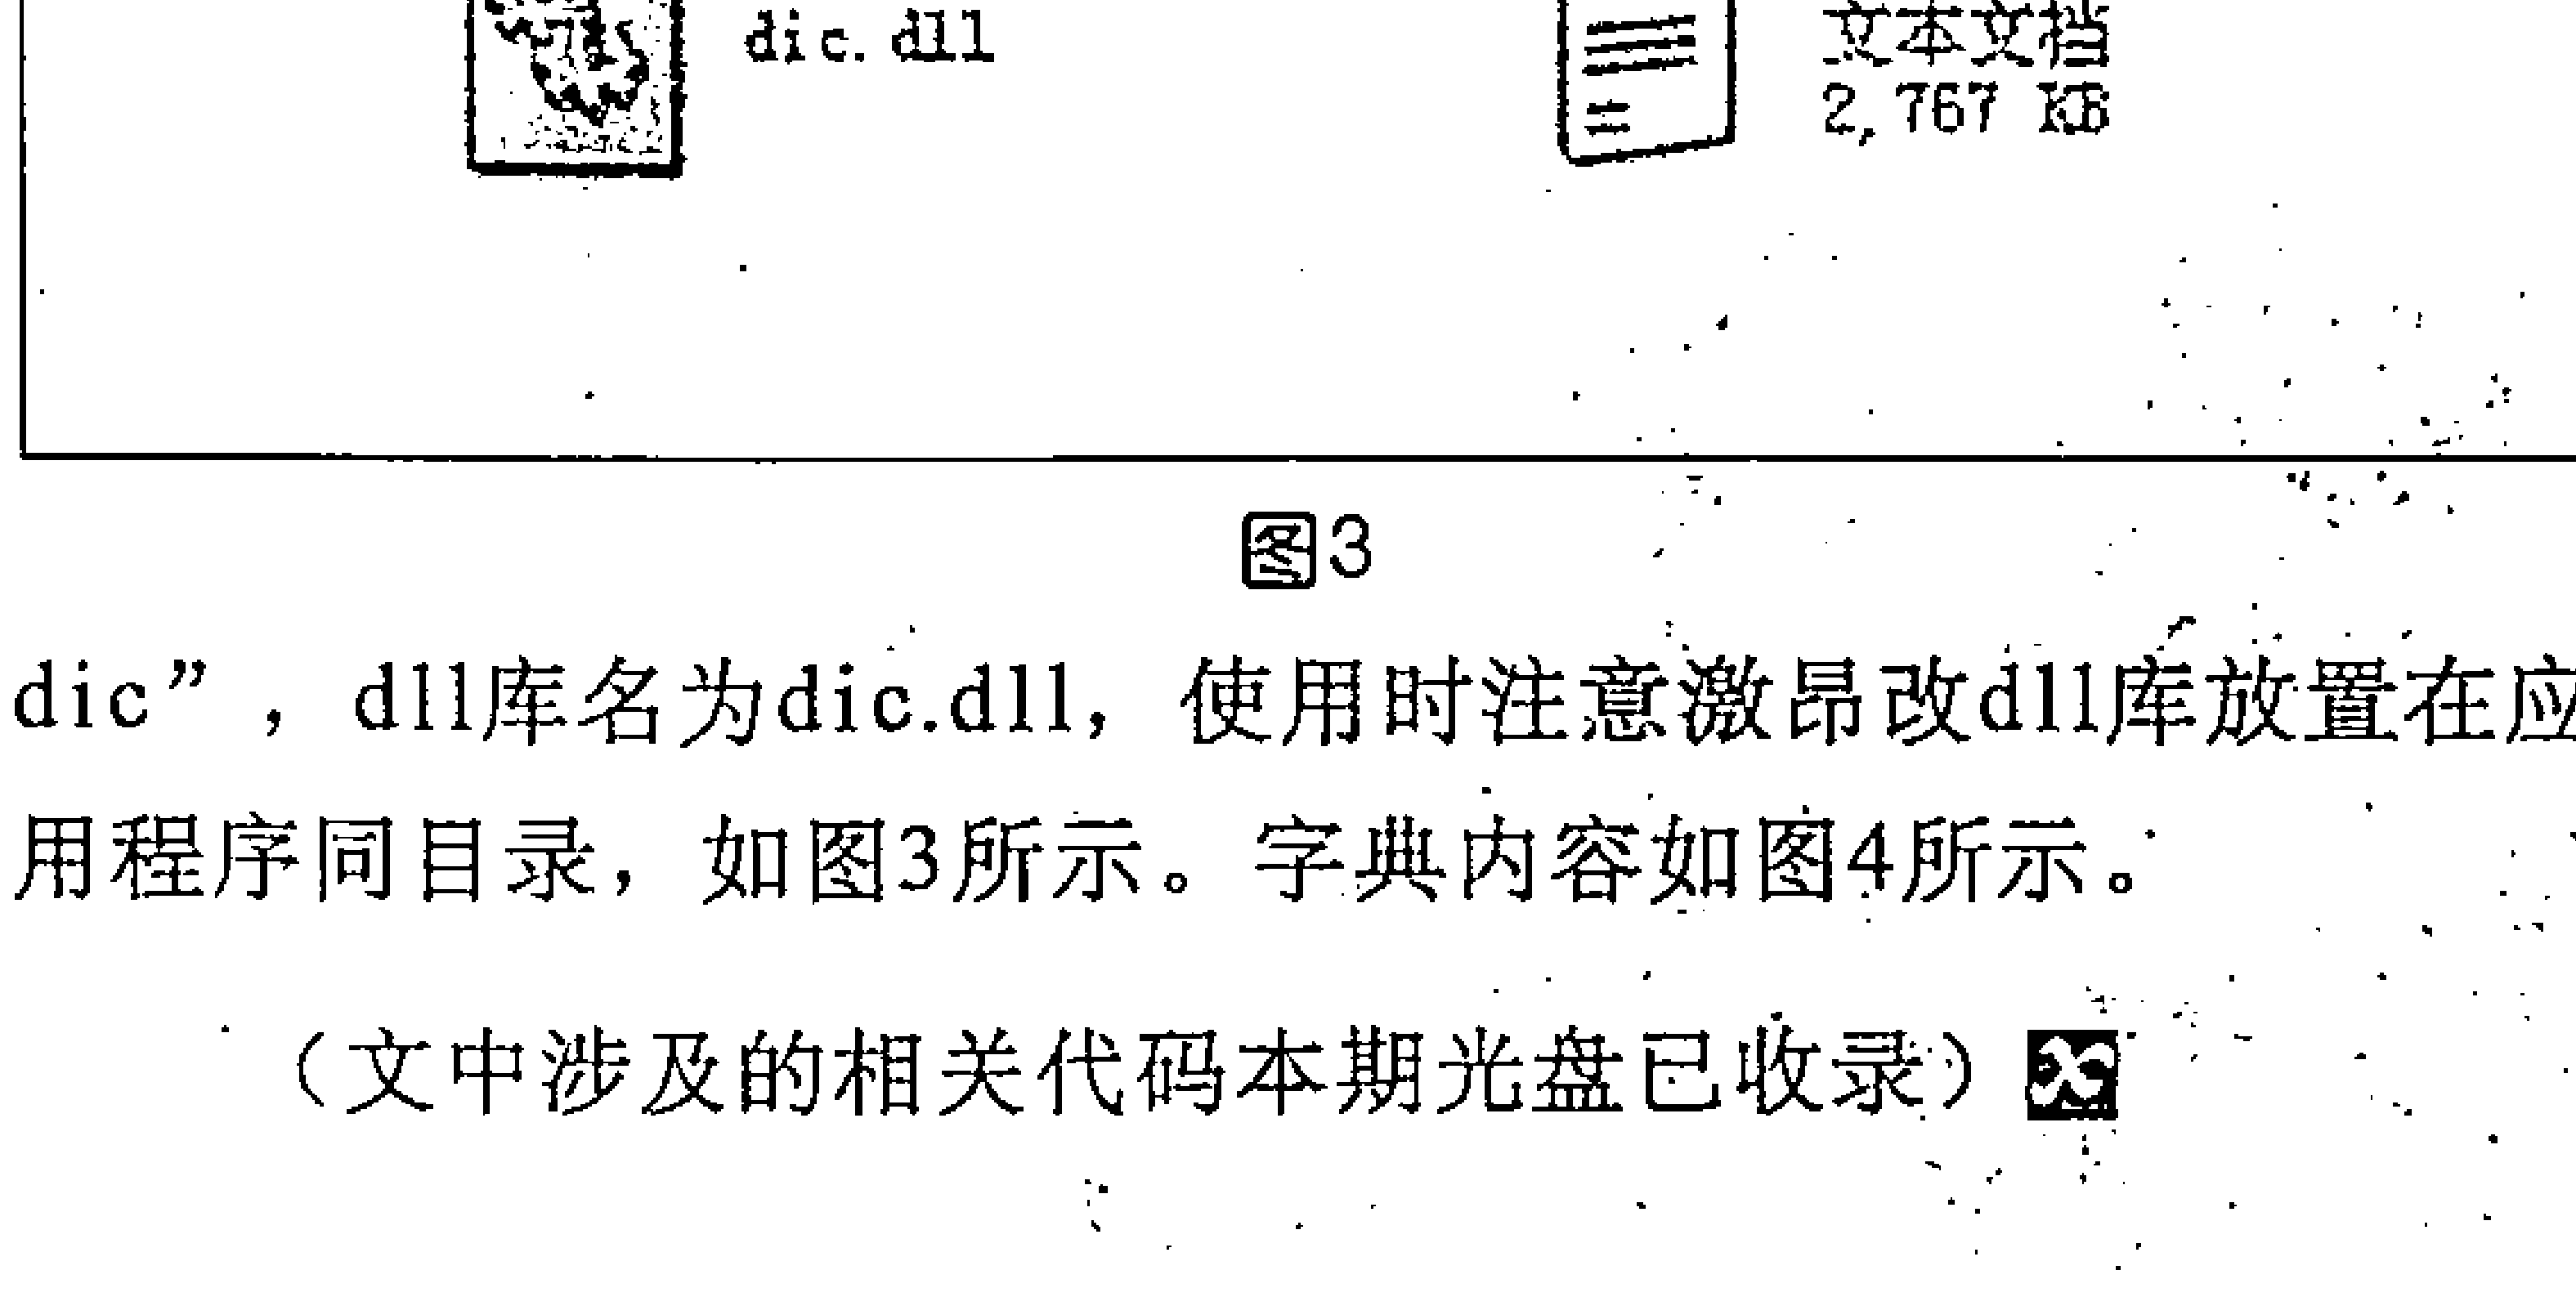 dic.dll
文本文档
2,767 KB
图3
dic”，dll库名为dic.dll，使用时注意激昂改dll库放置在应
用程序同目录，如图3所示。字典内容如图4所示。
（文中涉及的相关代码本期光盘已收录）